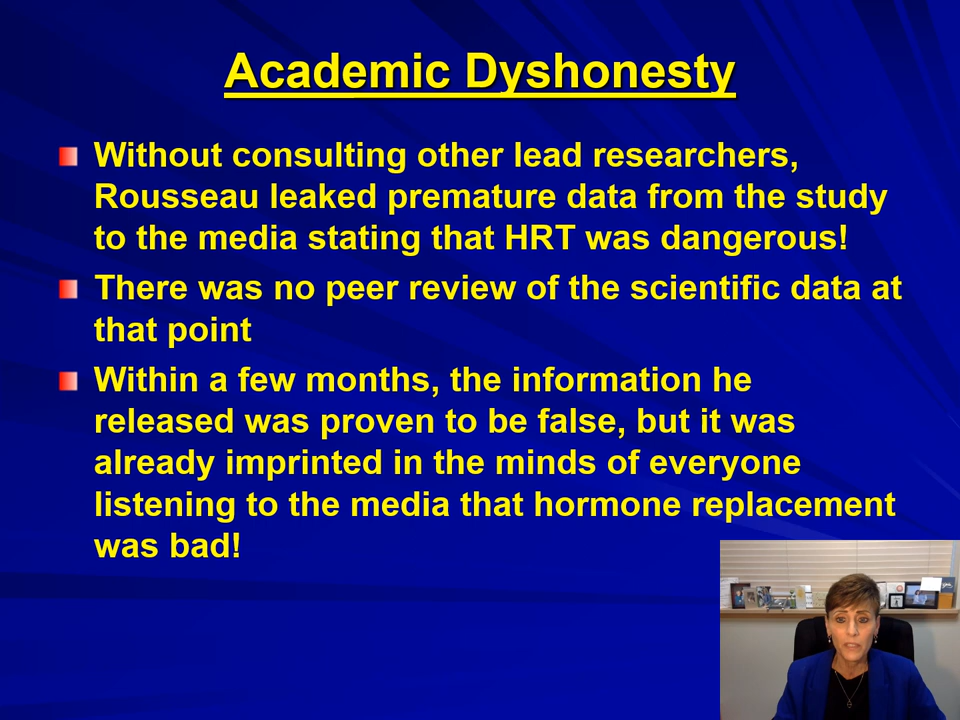 Academic Dyshonesty
Without consulting other lead researchers,
Rousseau leaked premature data from the study
to the media stating that HRT was dangerous!
There was no peer review of the scientific data at
that point
Within a few months, the information he
released was proven to be false, but it was
already imprinted in the minds of everyone
listening to the media that hormone replacement
was bad!